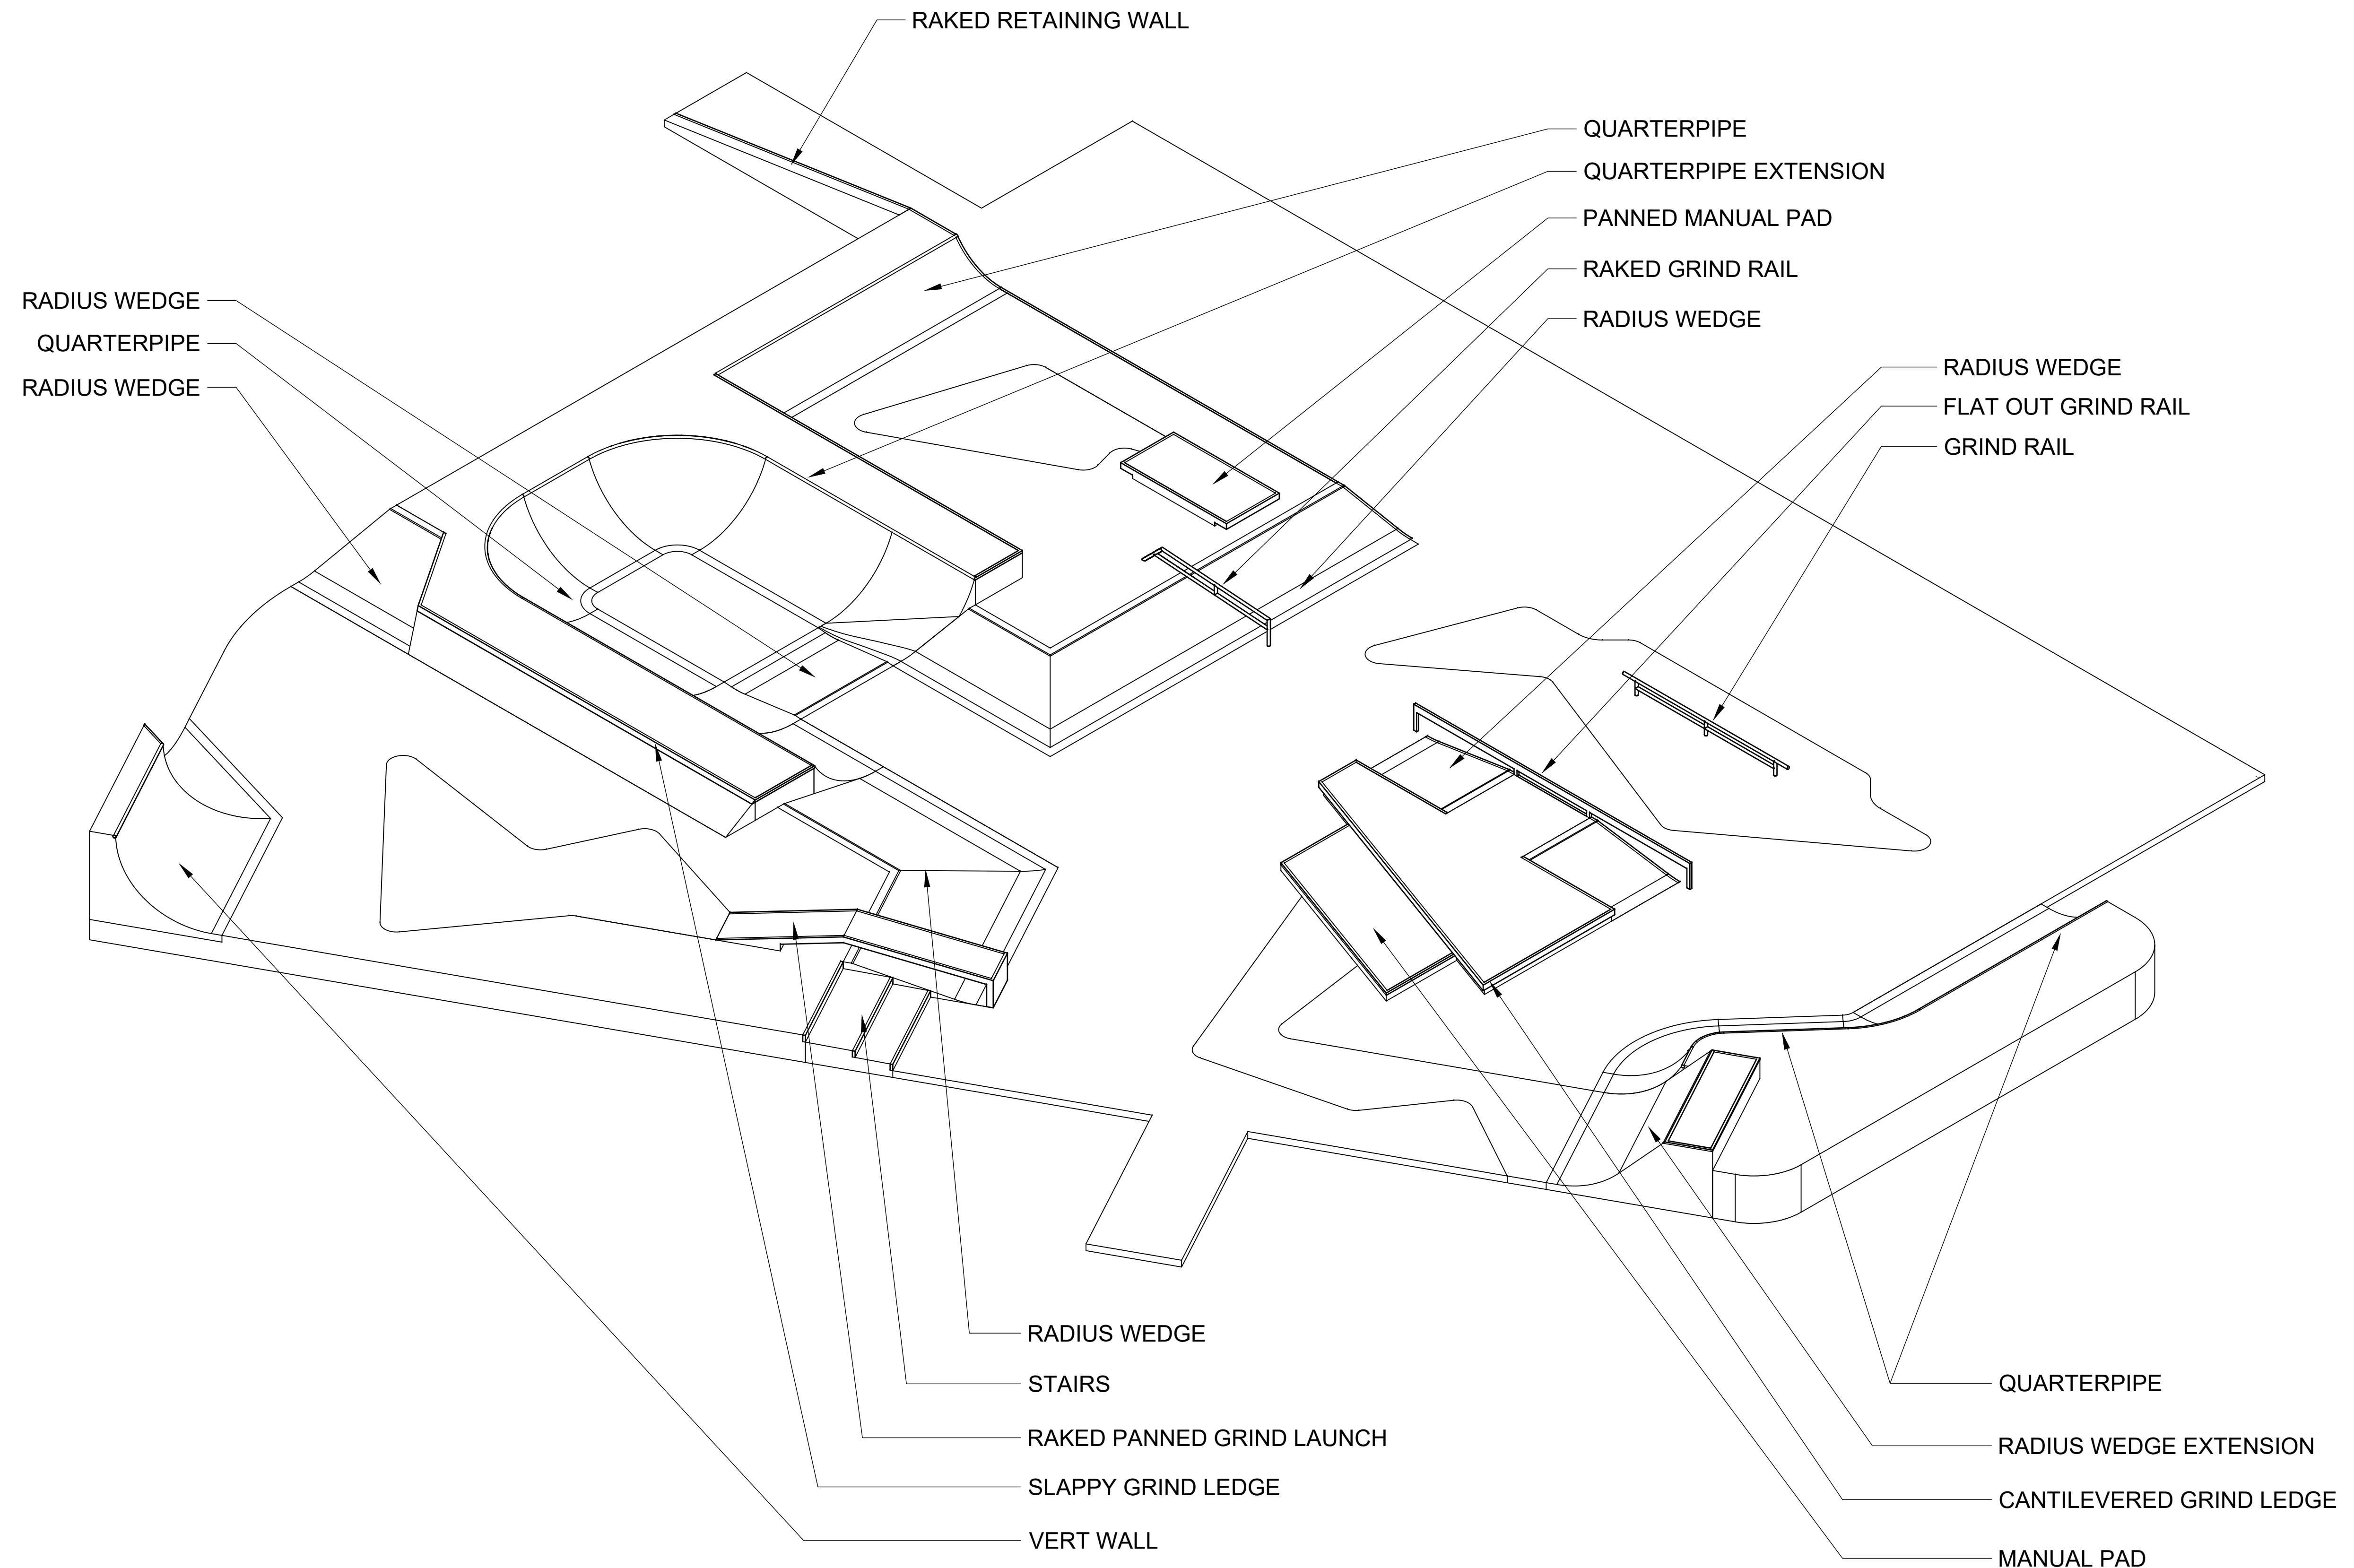 RAKED RETAINING WALL
QUARTERPIPE
QUARTERPIPE EXTENSION
PANNED MANUAL PAD
RAKED GRIND RAIL
RADIUS WEDGE
RADIUS WEDGE
QUARTERPIPE
RADIUS WEDGE
RADIUS WEDGE
FLAT OUT GRIND RAIL
GRIND RAIL
RADIUS WEDGE
STAIRS
RAKED PANNED GRIND LAUNCH
SLAPPY GRIND LEDGE
VERT WALL
QUARTERPIPE
RADIUS WEDGE EXTENSION
CANTILEVERED GRIND LEDGE
MANUAL PAD